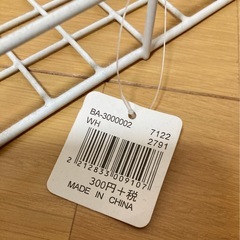 BA-3000002
WH 7122
2791
2 212833 009107
300円+税
MADE IN CHINA